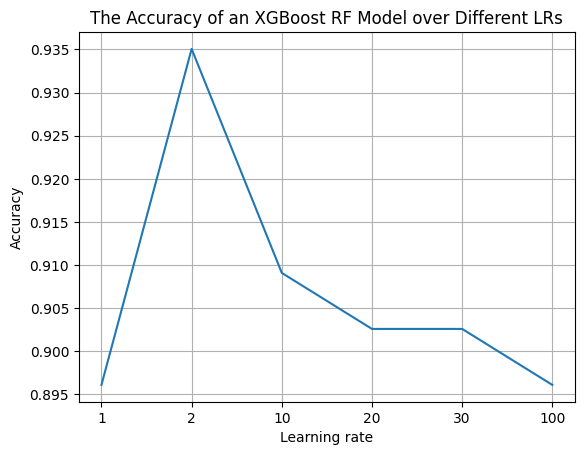 The Accuracy of an XGBoost RF Model over Different LRs
0.935
0.930
0.925
0.920
0.915
0.910
0.905
0.900
0.895
Accuracy
1 2 10 20 30 100
Learning rate